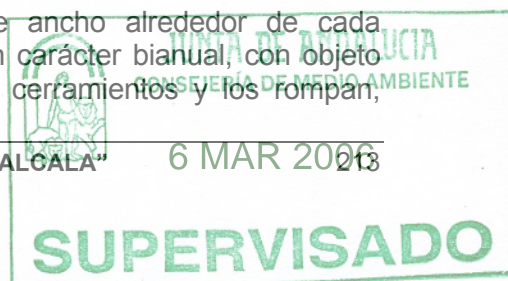 e ancho alrededor de cada
n carácter bianual, con objeto
JUNTA DE ANDALUCIA
CONSEJERÍA DE MEDIO AMBIENTE
cerramientos y los rompan,
ALCALA”
6 MAR 2006
213
SUPERVISADO